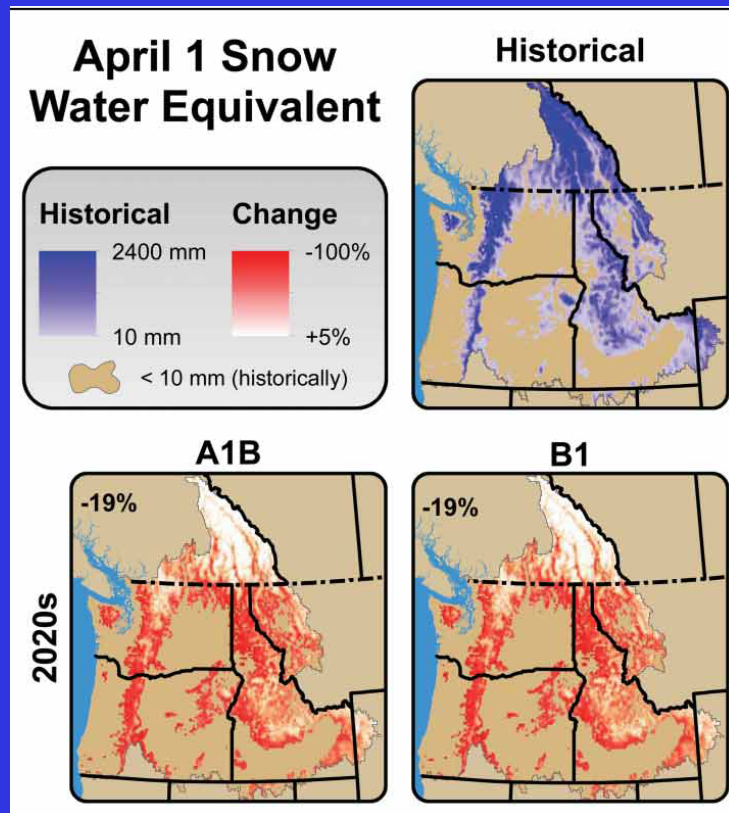 April 1 Snow
Water Equivalent
Historical
Historical
Change
2400 mm
-100%
10 mm
+5%
< 10 mm (historically)
A1B
B1
-19%
-19%
2020s